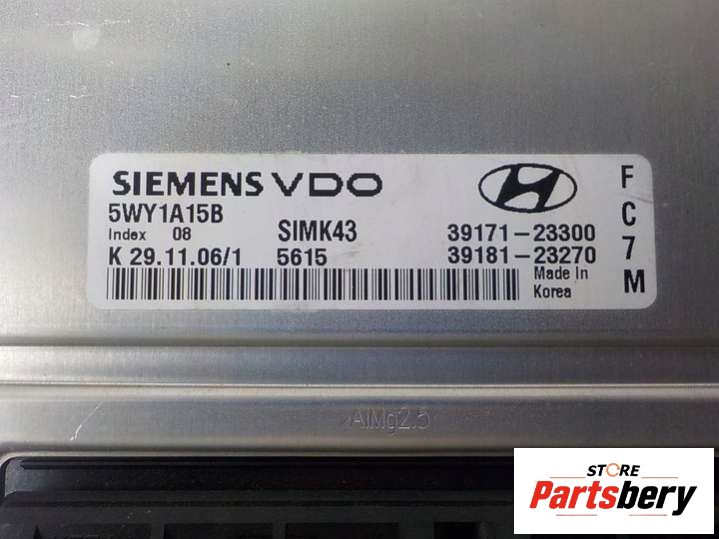 SIEMENS VDO
5WY1A15B
Index 08 SIMK43 39171-23300
K 29.11.06/1 5615 39181-23270
Made In
Korea
F
C
7
M
AlMg2.5
STORE
Partsbery